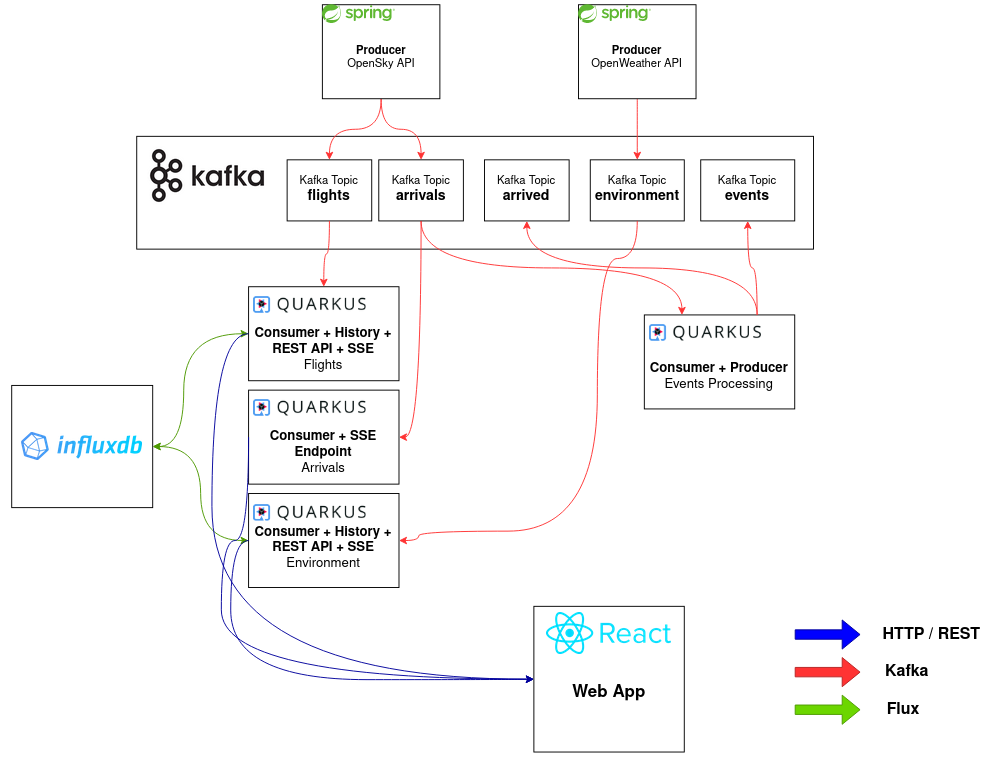 spring
Producer
OpenSky API
spring
Producer
OpenWeather API
kafka
Kafka Topic
flights
Kafka Topic
arrivals
Kafka Topic
arrived
Kafka Topic
environment
Kafka Topic
events
QUARKUS
Consumer + History +
REST API + SSE
Flights
QUARKUS
Consumer + Producer
Events Processing
influxdb
QUARKUS
Consumer + SSE
Endpoint
Arrivals
QUARKUS
Consumer + History +
REST API + SSE
Environment
React
Web App
HTTP / REST
Kafka
Flux